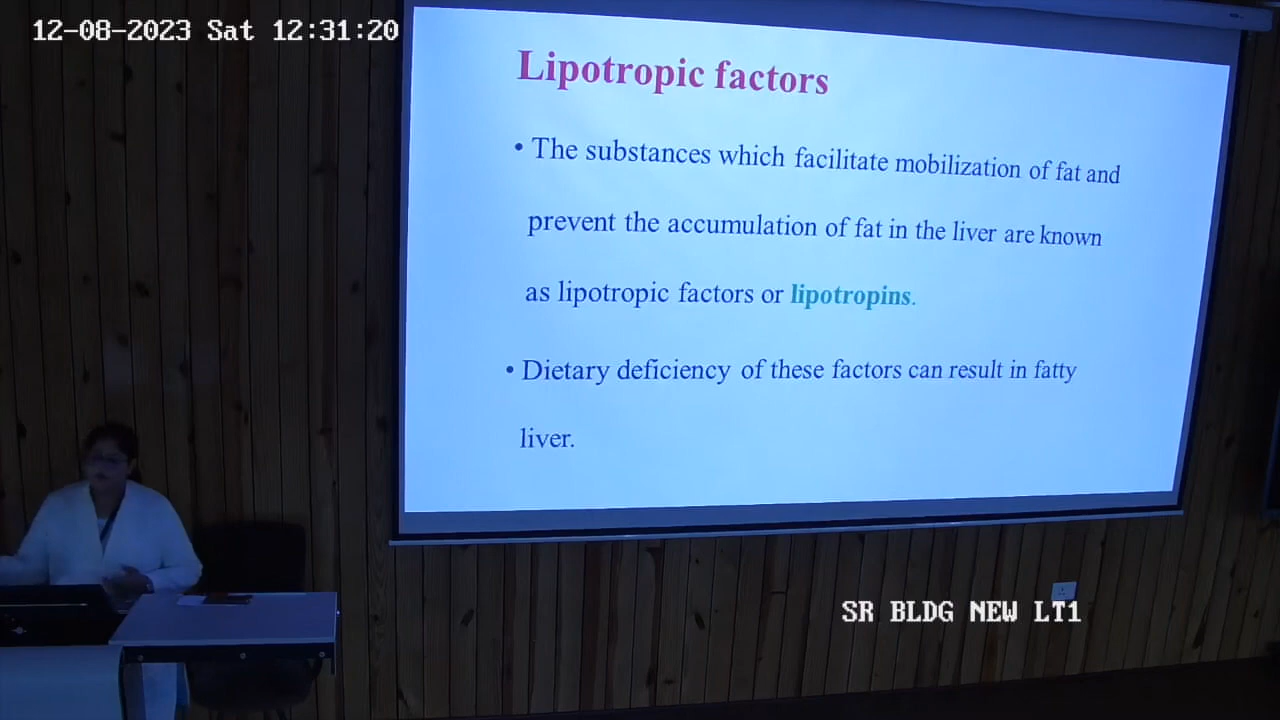 12-08-2023 Sat 12:31:20
Lipotropic factors
• The substances which facilitate mobilization of fat and
prevent the accumulation of fat in the liver are known
as lipotropic factors or lipotropins.
• Dietary deficiency of these factors can result in fatty
liver.
SR BLDG NEW LT1